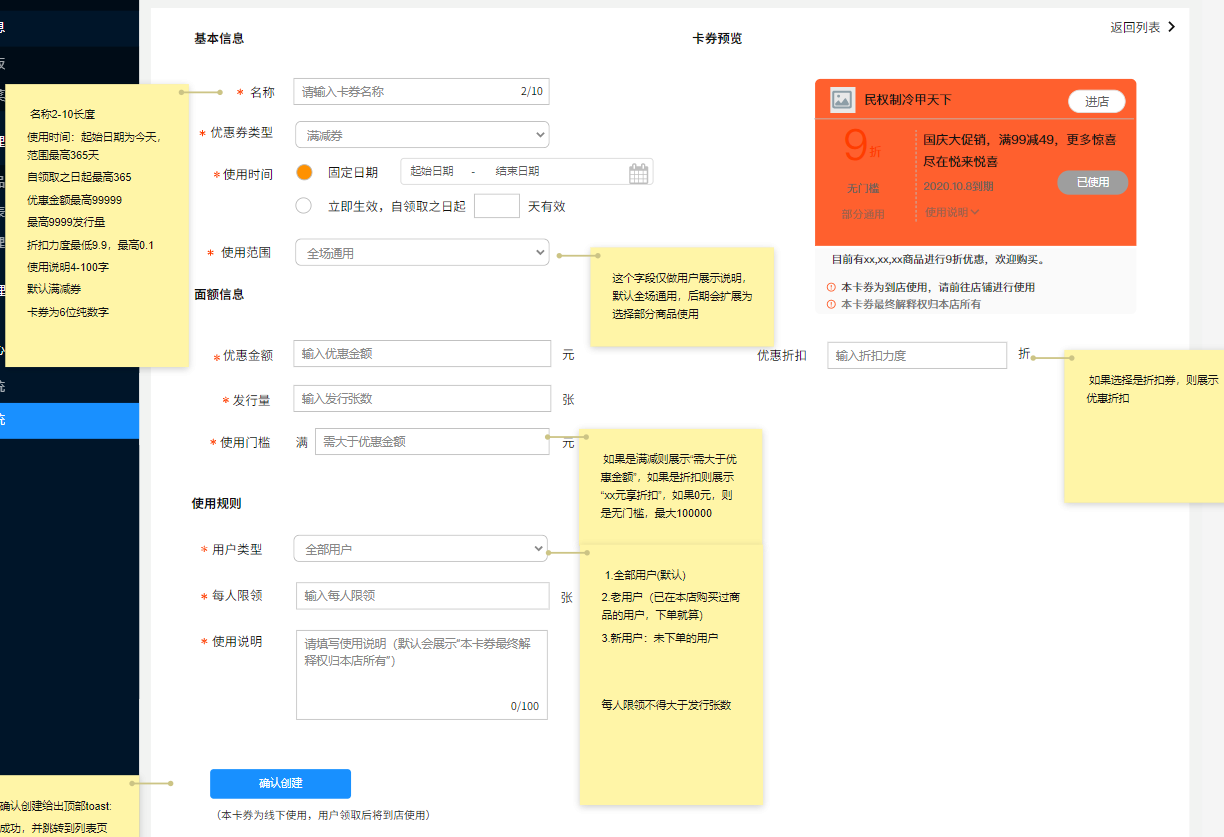 返回列表
基本信息
卡券预览
息
名称2-10长度
使用时间：起始日期为今天，
范围最高365天
自领取之日起最高365
优惠金额最高99999
最高9999发行量
折扣力度最低9.9，最高0.1
使用说明4-100字
默认满减券
卡券为6位纯数字
* 名称
请输入卡券名称
2/10
* 优惠券类型
满减券
* 使用时间
固定日期
起始日期 - 结束日期
立即生效，自领取之日起
天有效
* 使用范围
全场通用
这个字段仅做用户展示说明，
默认全场通用，后期会扩展为
选择部分商品使用
民权制冷甲天下
进店
9折
无门槛
部分通用
国庆大促销，满99减49，更多惊喜
尽在悦来悦喜
2020.10.8到期
已使用
使用说明
目前有xx,xx,xx商品进行9折优惠，欢迎购买。
本卡券为到店使用，请前往店铺进行使用
本卡券最终解释权归本店所有
面额信息
* 优惠金额
输入优惠金额
元
优惠折扣
输入折扣力度
折
如果选择是折扣券，则展示
优惠折扣
* 发行量
输入发行张数
张
* 使用门槛
满
需大于优惠金额
元
如果是满减则展示“需大于优
惠金额”，如果是折扣则展示
“xx元享折扣”，如果0元，则
是无门槛，最大100000
使用规则
* 用户类型
全部用户
1.全部用户(默认)
2.老用户（已在本店购买过商
品的用户，下单就算）
3.新用户：未下单的用户
每人限领不得大于发行张数
* 每人限领
输入每人限领
张
* 使用说明
请填写使用说明（默认会展示“本卡券最终解
释权归本店所有”）
0/100
确认创建
（本卡券为线下使用，用户领取后将到店使用）
确认创建给出顶部toast:
成功，并跳转到列表页